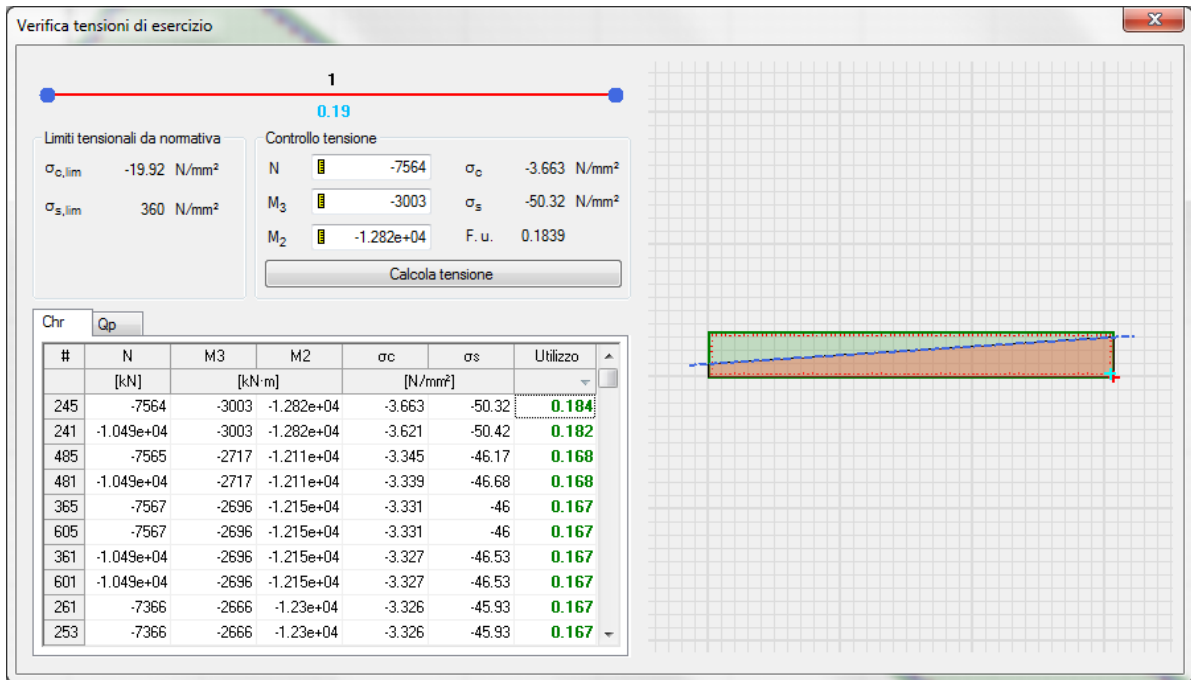 Verifica tensioni di esercizio
x
1
0.19
Limiti tensionali da normativa
σc,lim -19.92 N/mm²
σs,lim 360 N/mm²
Controllo tensione
N -7564 σc -3.663 N/mm²
M3 -3003 σs -50.32 N/mm²
M2 -1.282e+04 F. u. 0.1839
Calcola tensione
Chr Qp
# N M3 M2 σc σs Utilizzo
[kN] [kN·m] [N/mm²]
245 -7564 -3003 -1.282e+04 -3.663 -50.32 0.184
241 -1.049e+04 -3003 -1.282e+04 -3.621 -50.42 0.182
485 -7565 -2717 -1.211e+04 -3.345 -46.17 0.168
481 -1.049e+04 -2717 -1.211e+04 -3.339 -46.68 0.168
365 -7567 -2696 -1.215e+04 -3.331 -46 0.167
605 -7567 -2696 -1.215e+04 -3.331 -46 0.167
361 -1.049e+04 -2696 -1.215e+04 -3.327 -46.53 0.167
601 -1.049e+04 -2696 -1.215e+04 -3.327 -46.53 0.167
261 -7366 -2666 -1.23e+04 -3.326 -45.93 0.167
253 -7366 -2666 -1.23e+04 -3.326 -45.93 0.167